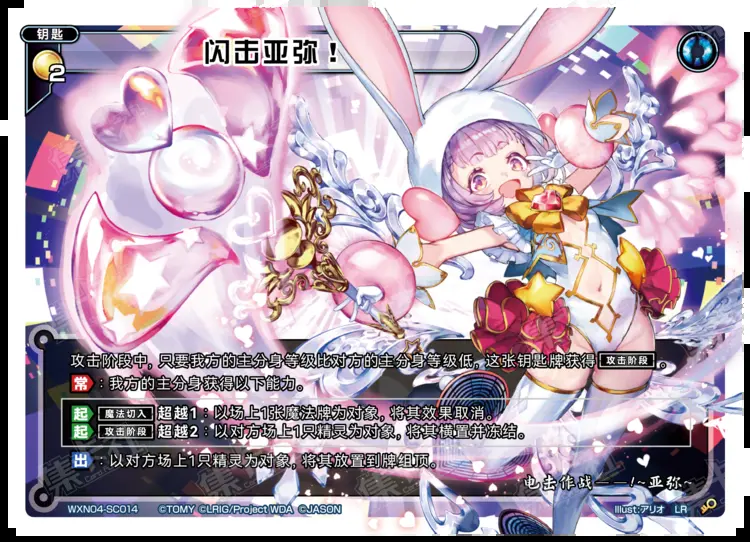 钥匙
闪击亚弥！
2
攻击阶段中, 只要我方的主分身等级比对方的主分身等级低, 这张钥匙牌获得 攻击阶段 。
常 : 我方的主分身获得以下能力。
起 魔法切入 超越1 : 以场上1张魔法牌为对象, 将其效果取消。
起 攻击阶段 超越2 : 以对方场上1只精灵为对象, 将其横置并冻结。
出 : 以对方场上1只精灵为对象, 将其放置到牌组顶。
电击作战——!~亚弥~
WXN04-SC014 ©TOMY ©LRIG/Project WDA ©JASON Illust:アリオ LR